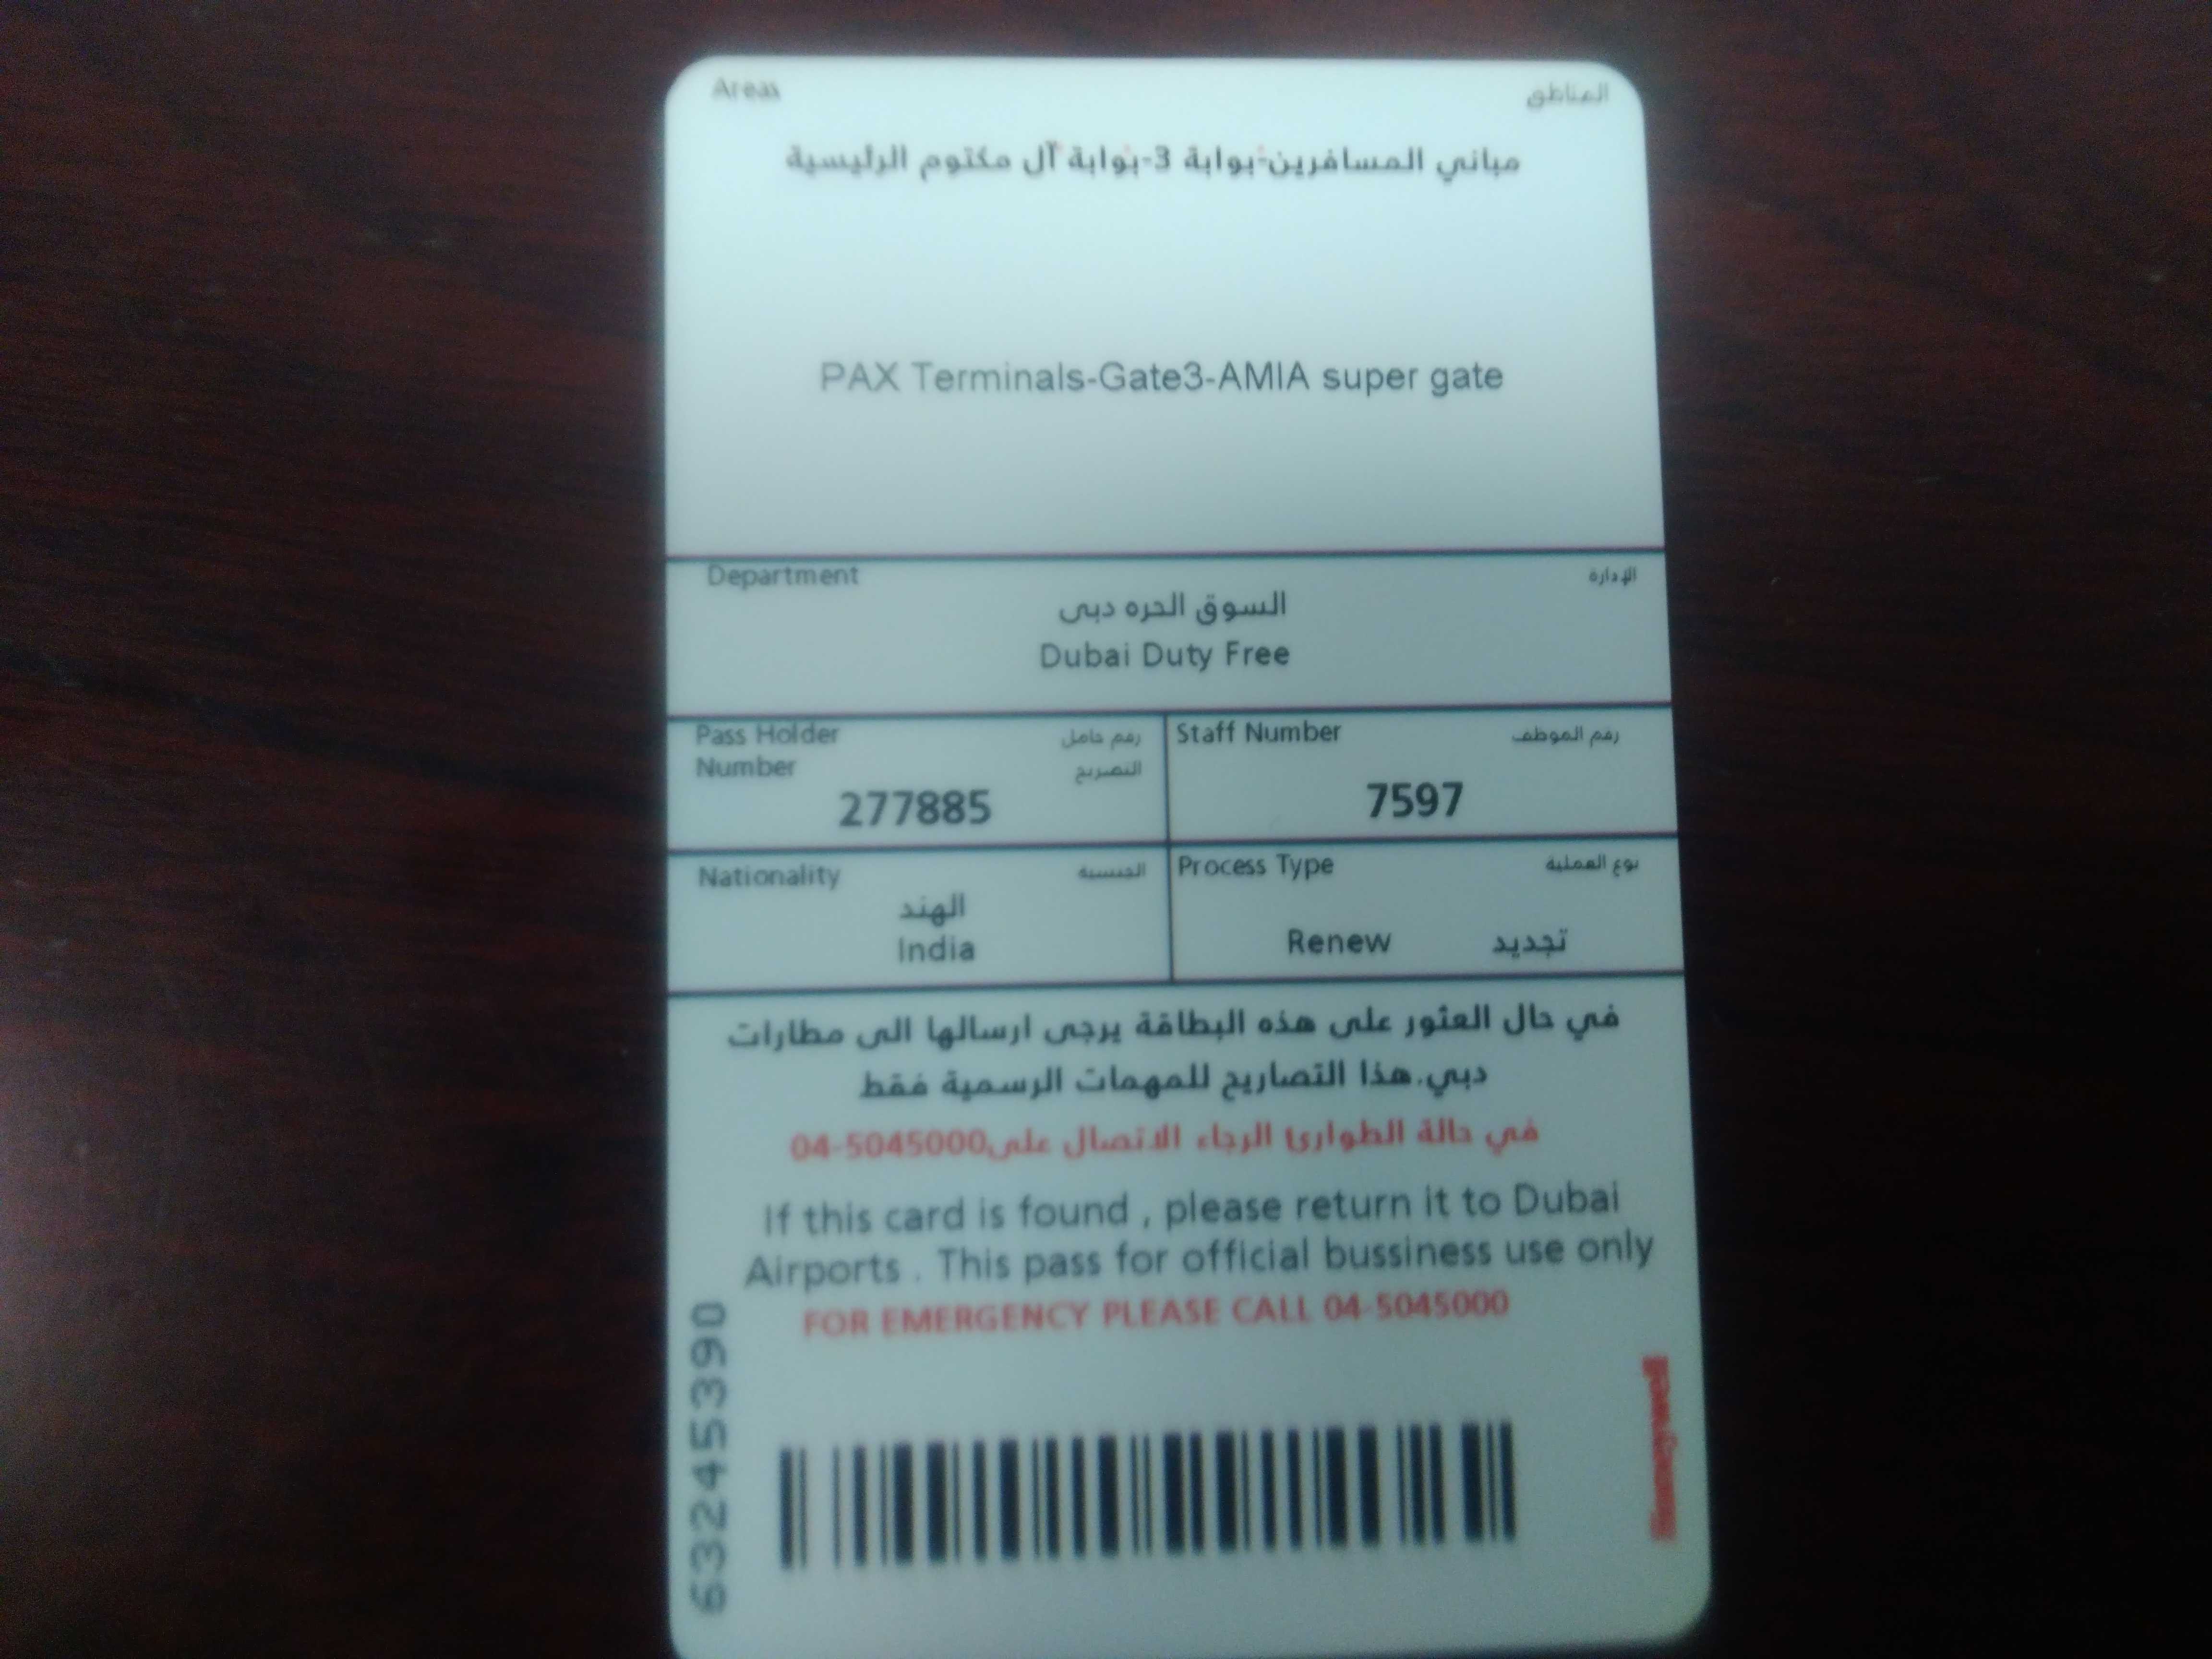 Areas المناطق
مباني المسافرين-بوابة 3-بوابة آل مكتوم الرئيسية
PAX Terminals-Gate3-AMIA super gate
Department الإدارة
السوق الحره دبى
Dubai Duty Free
Pass Holder رقم حامل
Number التصريح
277885
Staff Number رقم الموظف
7597
Nationality الجنسية
الهند
India
Process Type نوع العملية
Renew تجديد
في حال العثور على هذه البطاقة يرجى ارسالها الى مطارات
دبي.هذا التصاريح للمهمات الرسمية فقط
في حالة الطوارئ الرجاء الاتصال على04-5045000
If this card is found , please return it to Dubai
Airports . This pass for official bussiness use only
FOR EMERGENCY PLEASE CALL 04-5045000
63245390